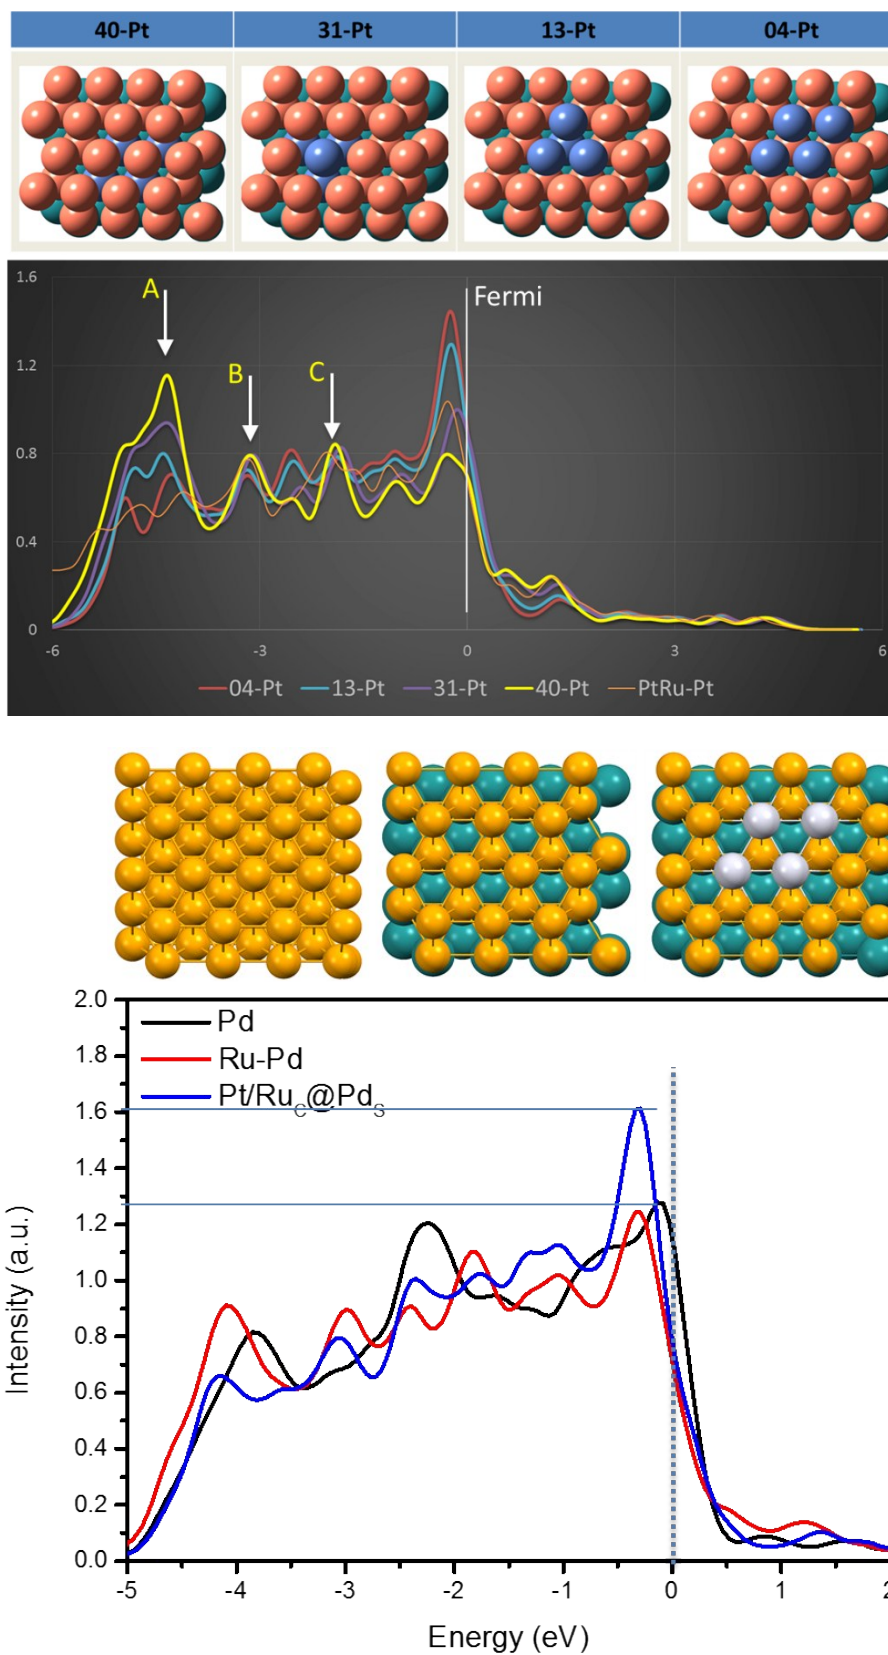 40-Pt 31-Pt 13-Pt 04-Pt
1.6
A
Fermi
1.2
B C
0.8
0.4
0
-6 -3 0 3 6
04-Pt 13-Pt 31-Pt 40-Pt PtRu-Pt
2.0
Pd
1.8
Ru-Pd
Pt/Ru_C@Pd_S
1.6
1.4
1.2
1.0
0.8
0.6
0.4
0.2
0.0
Intensity (a.u.)
-5 -4 -3 -2 -1 0 1 2
Energy (eV)